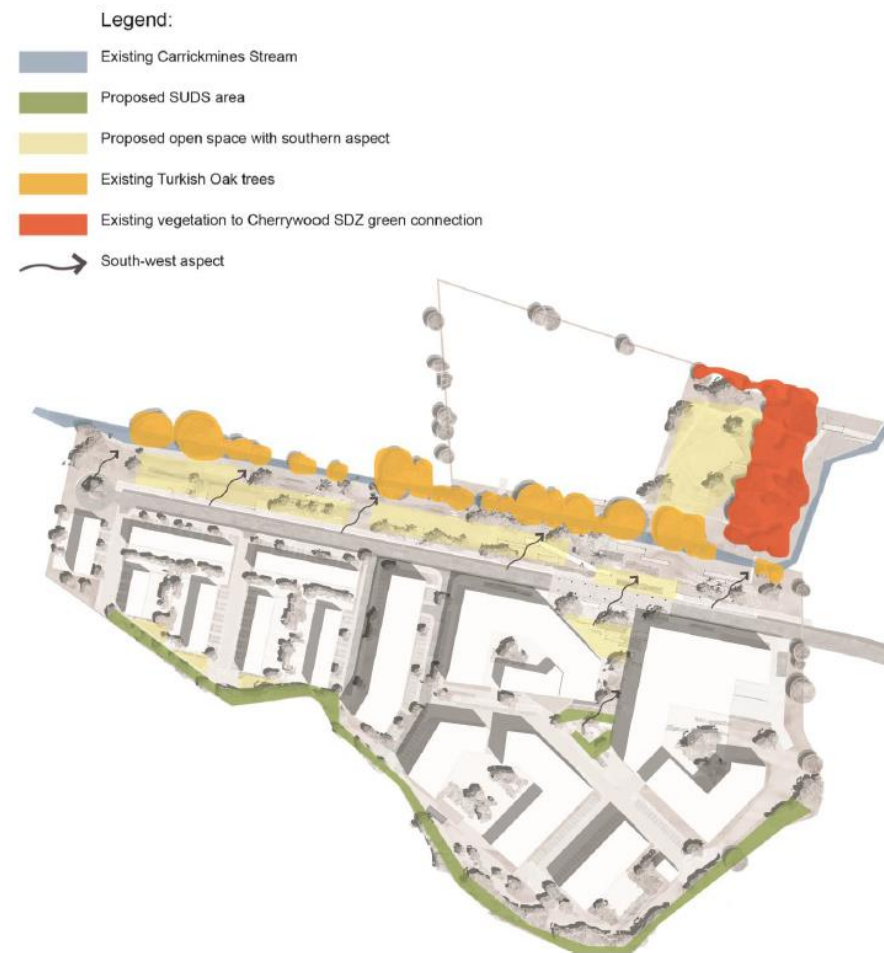 Legend:
Existing Carrickmines Stream
Proposed SUDS area
Proposed open space with southern aspect
Existing Turkish Oak trees
Existing vegetation to Cherrywood SDZ green connection
South-west aspect